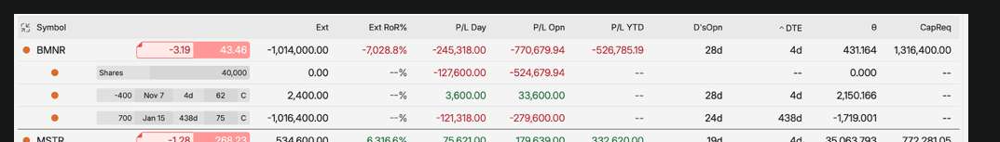 Symbol Ext Ext RoR% P/L Day P/L Opn P/L YTD D'sOpn ^ DTE θ CapReq
BMNR -3.19 43.46 -1,014,000.00 -7,028.8% -245,318.00 -770,679.94 -526,785.19 28d 4d 431.164 1,316,400.00
Shares 40,000 0.00 --% -127,600.00 -524,679.94 -- -- 0.000 --
-400 Nov 7 4d 62 C 2,400.00 --% 3,600.00 33,600.00 -- 28d 4d 2,150.166 --
700 Jan 15 438d 75 C -1,016,400.00 --% -121,318.00 -279,600.00 -- 24d 438d -1,719.001 --
MSTR -1.28 268.23 534,600.00 6,316.6% 75,621.00 179,639.00 332,620.00 19d 4d 35,063.793 772,281.05